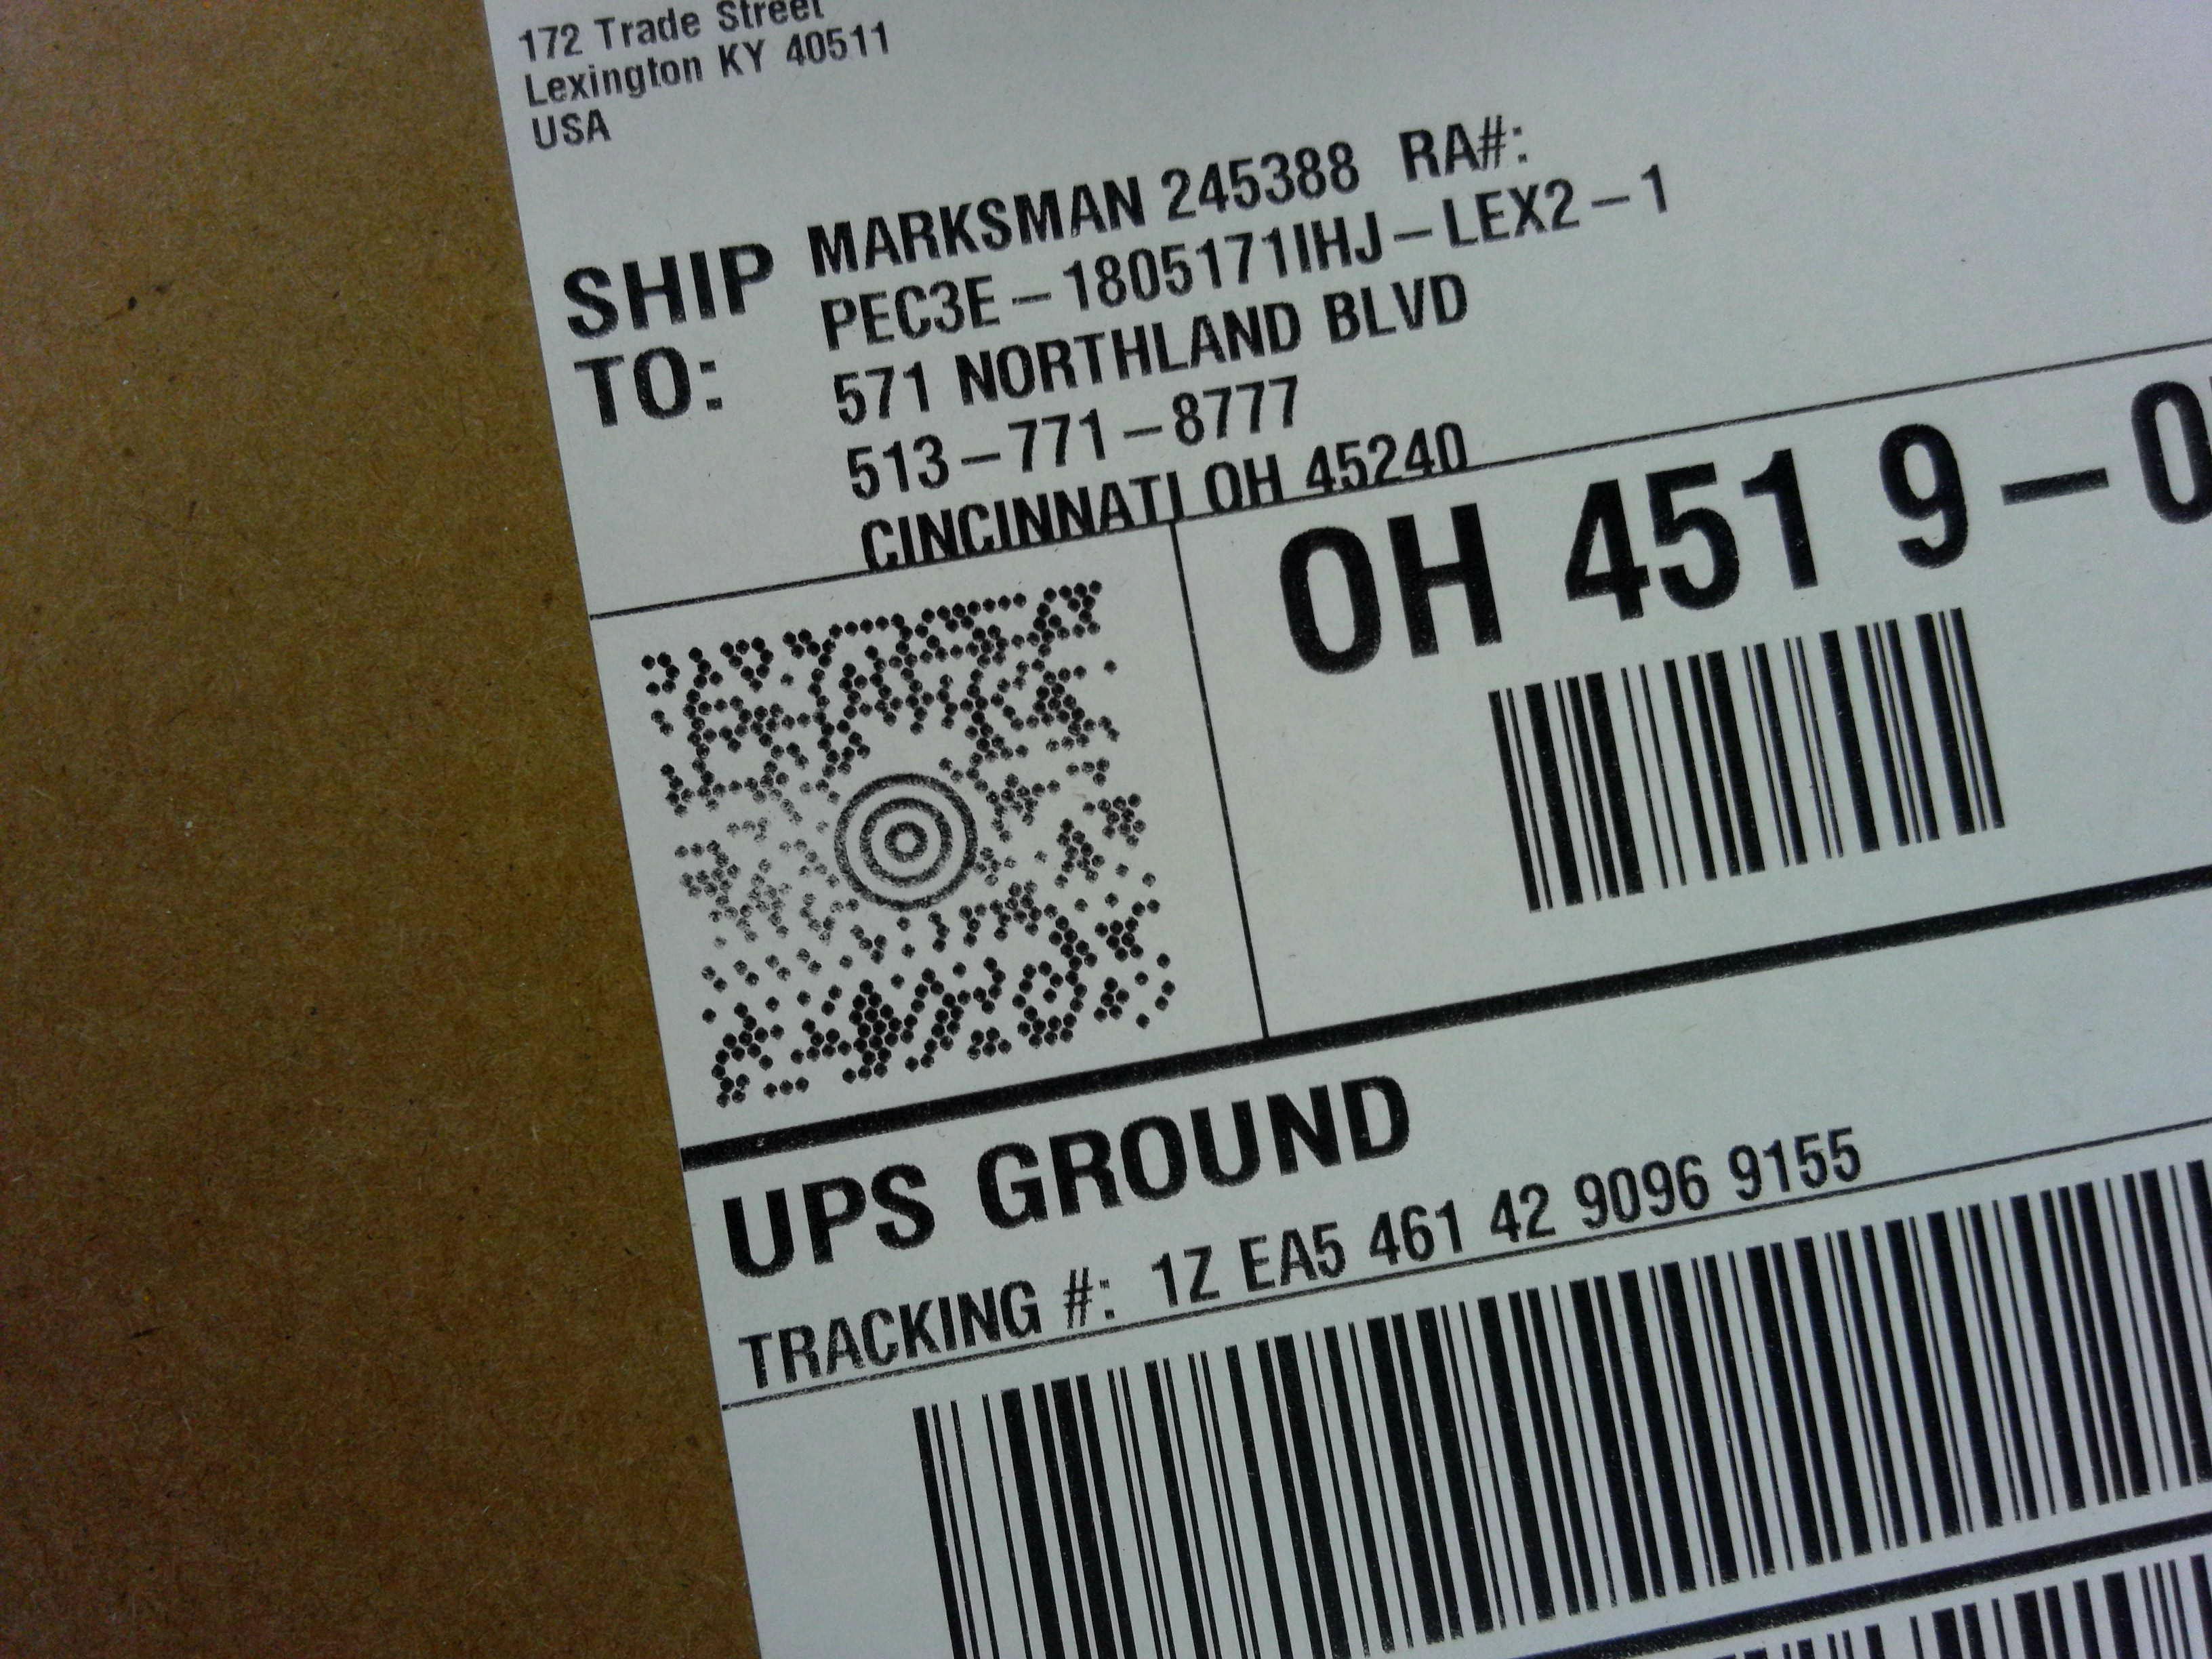 172 Trade Street
Lexington KY 40511
USA
SHIP TO:
MARKSMAN 245388 RA#:
PEC3E-1805171IHJ-LEX2-1
571 NORTHLAND BLVD
513-771-8777
CINCINNATI OH 45240
OH 451 9-0
UPS GROUND
TRACKING #: 1Z EA5 461 42 9096 9155